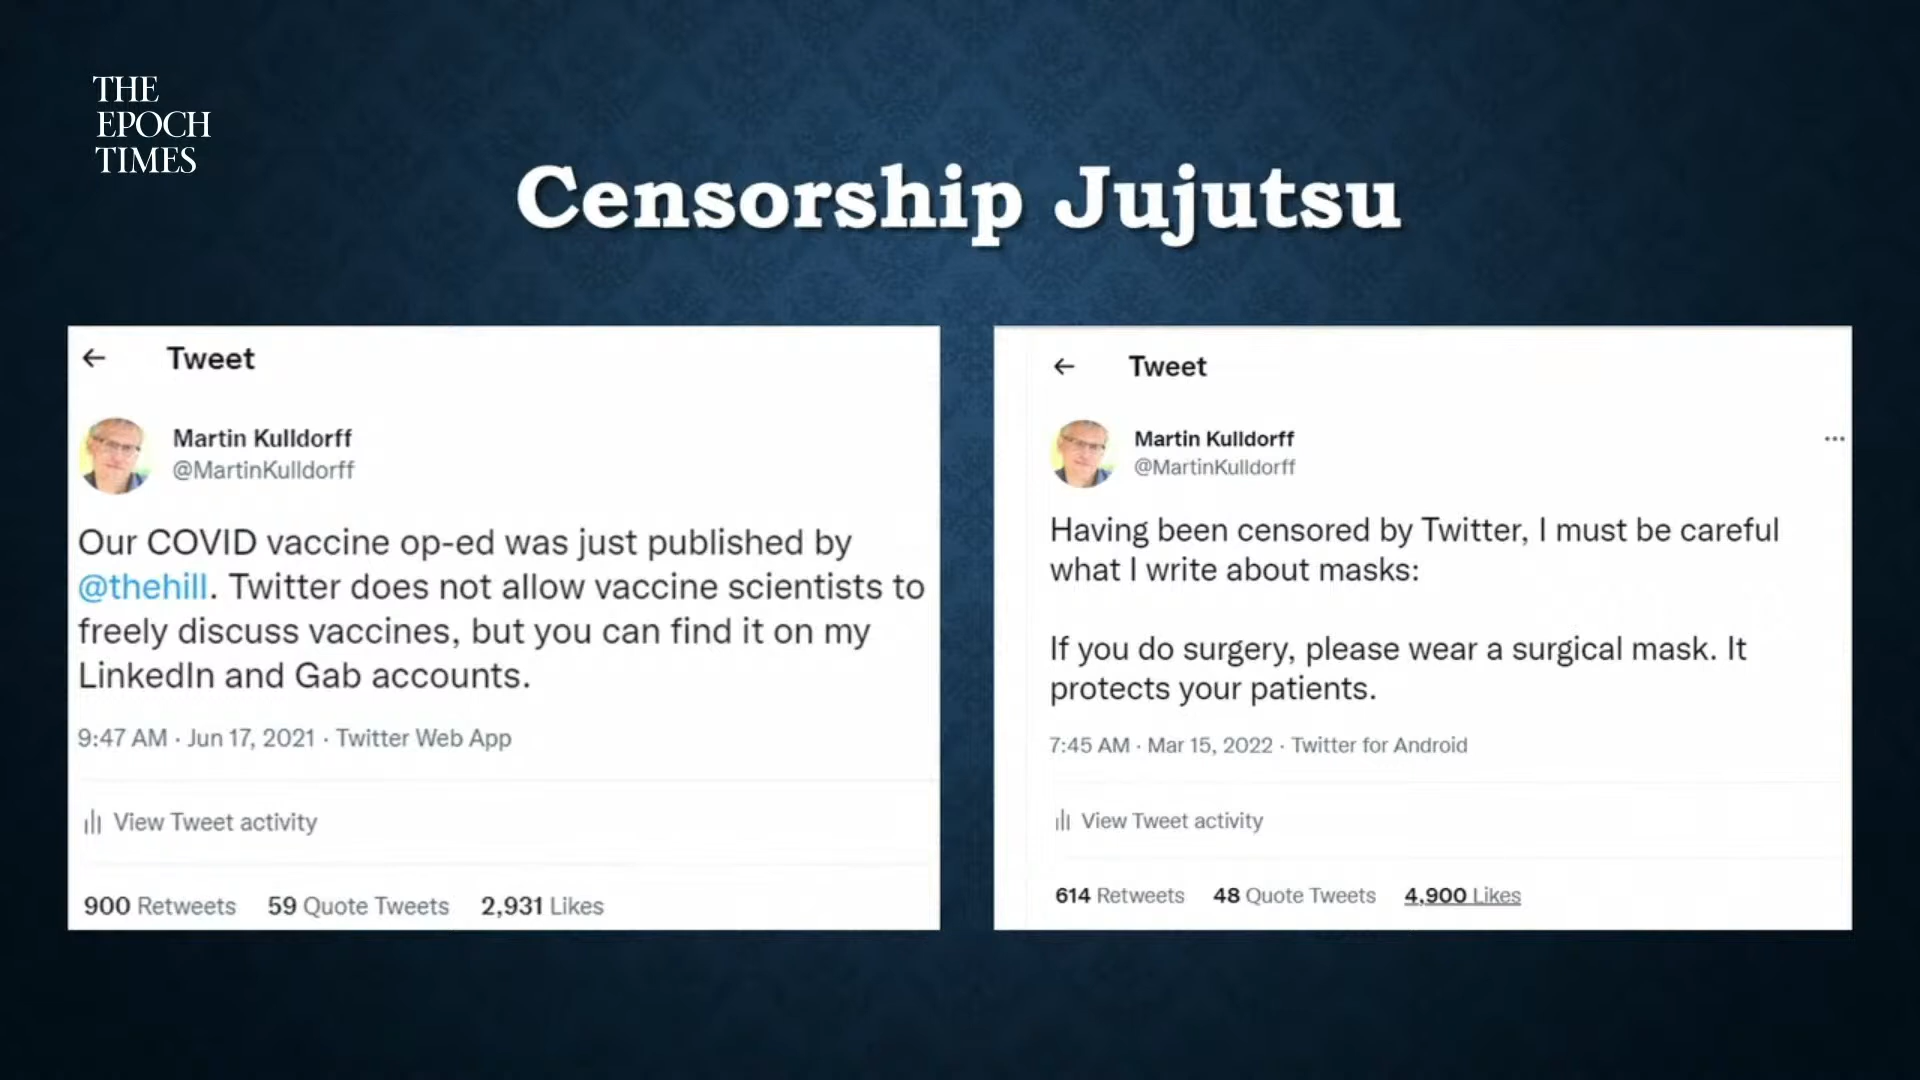 THE
EPOCH
TIMES
Censorship Jujutsu
← Tweet
Martin Kulldorff
@MartinKulldorff
Our COVID vaccine op-ed was just published by
@thehill. Twitter does not allow vaccine scientists to
freely discuss vaccines, but you can find it on my
LinkedIn and Gab accounts.
9:47 AM · Jun 17, 2021 · Twitter Web App
View Tweet activity
900 Retweets 59 Quote Tweets 2,931 Likes
← Tweet
Martin Kulldorff
@MartinKulldorff
Having been censored by Twitter, I must be careful
what I write about masks:
If you do surgery, please wear a surgical mask. It
protects your patients.
7:45 AM · Mar 15, 2022 · Twitter for Android
View Tweet activity
614 Retweets 48 Quote Tweets 4,900 Likes